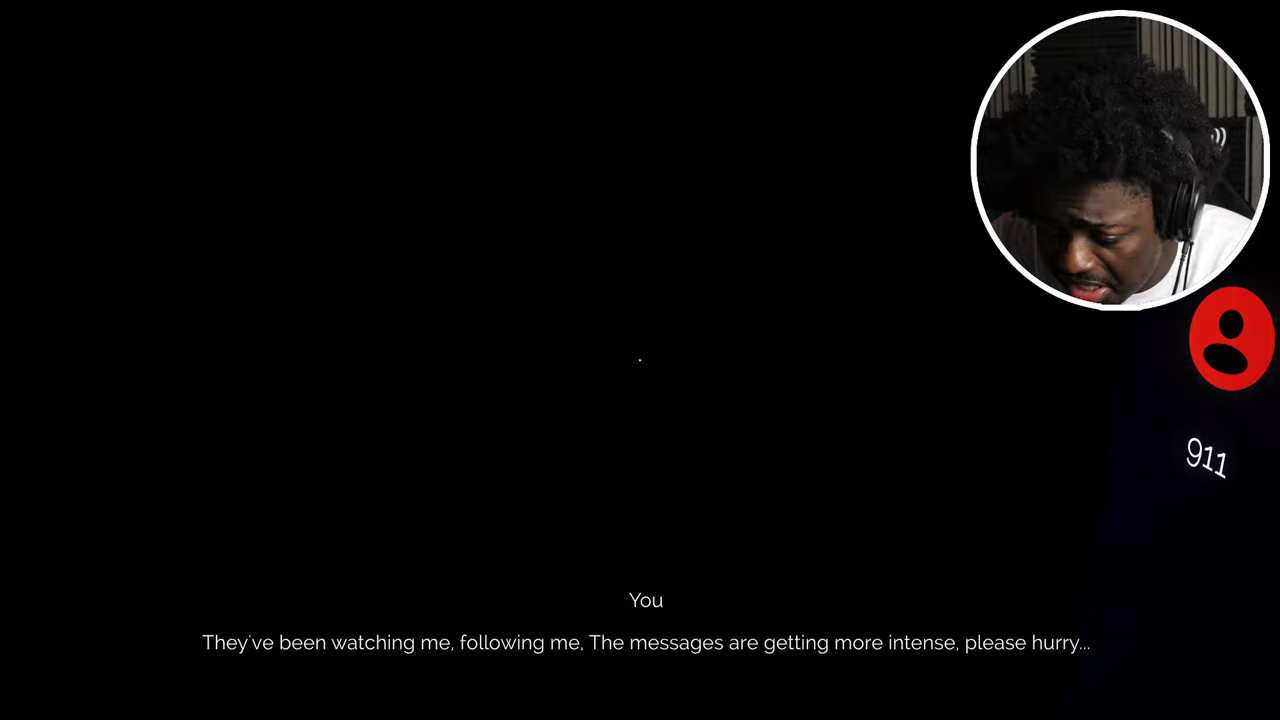 911
You
They've been watching me, following me, The messages are getting more intense, please hurry...